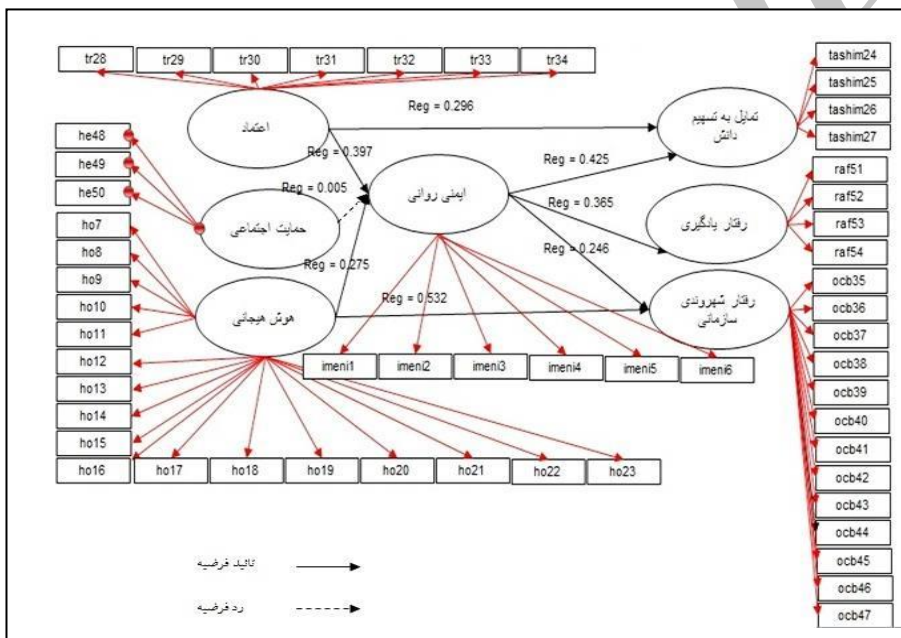 tr28 tr29 tr30 tr31 tr32 tr33 tr34
tashim24
tashim25
tashim26
tashim27
Reg = 0.296
اعتماد
تمایل به تسهیم
دانش
he48
he49
he50
Reg = 0.397
Reg = 0.005
ایمنی روانی
Reg = 0.425
Reg = 0.365
Reg = 0.246
raf51
raf52
raf53
raf54
حمایت اجتماعی
رفتار یادگیری
Reg = 0.275
Reg = 0.532
هوش هیجانی
رفتار شهروندی
سازمانی
ho7
ho8
ho9
ho10
ho11
ho12
ho13
ho14
ho15
ho16 ho17 ho18 ho19 ho20 ho21 ho22 ho23
imeni1 imeni2 imeni3 imeni4 imeni5 imeni6
ocb35
ocb36
ocb37
ocb38
ocb39
ocb40
ocb41
ocb42
ocb43
ocb44
ocb45
ocb46
ocb47
تائید فرضیه
رد فرضیه